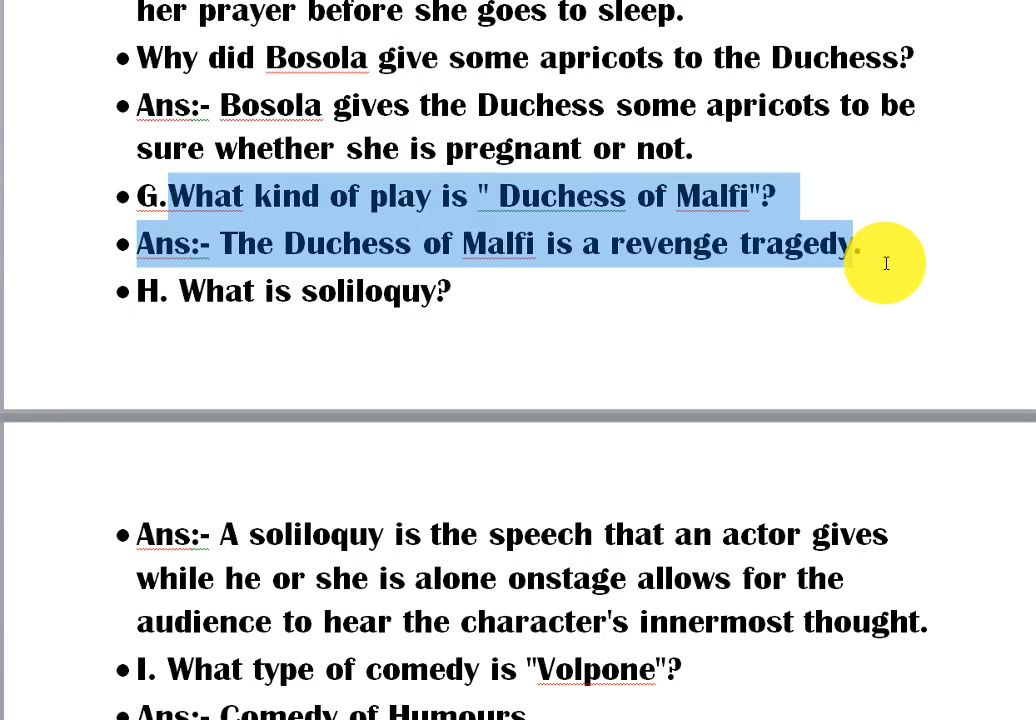 her prayer before she goes to sleep.
• Why did Bosola give some apricots to the Duchess?
• Ans:- Bosola gives the Duchess some apricots to be
sure whether she is pregnant or not.
• G.What kind of play is " Duchess of Malfi"?
• Ans:- The Duchess of Malfi is a revenge tragedy.
• H. What is soliloquy?
• Ans:- A soliloquy is the speech that an actor gives
while he or she is alone onstage allows for the
audience to hear the character's innermost thought.
• I. What type of comedy is "Volpone"?
• Ans:- Comedy of Humours